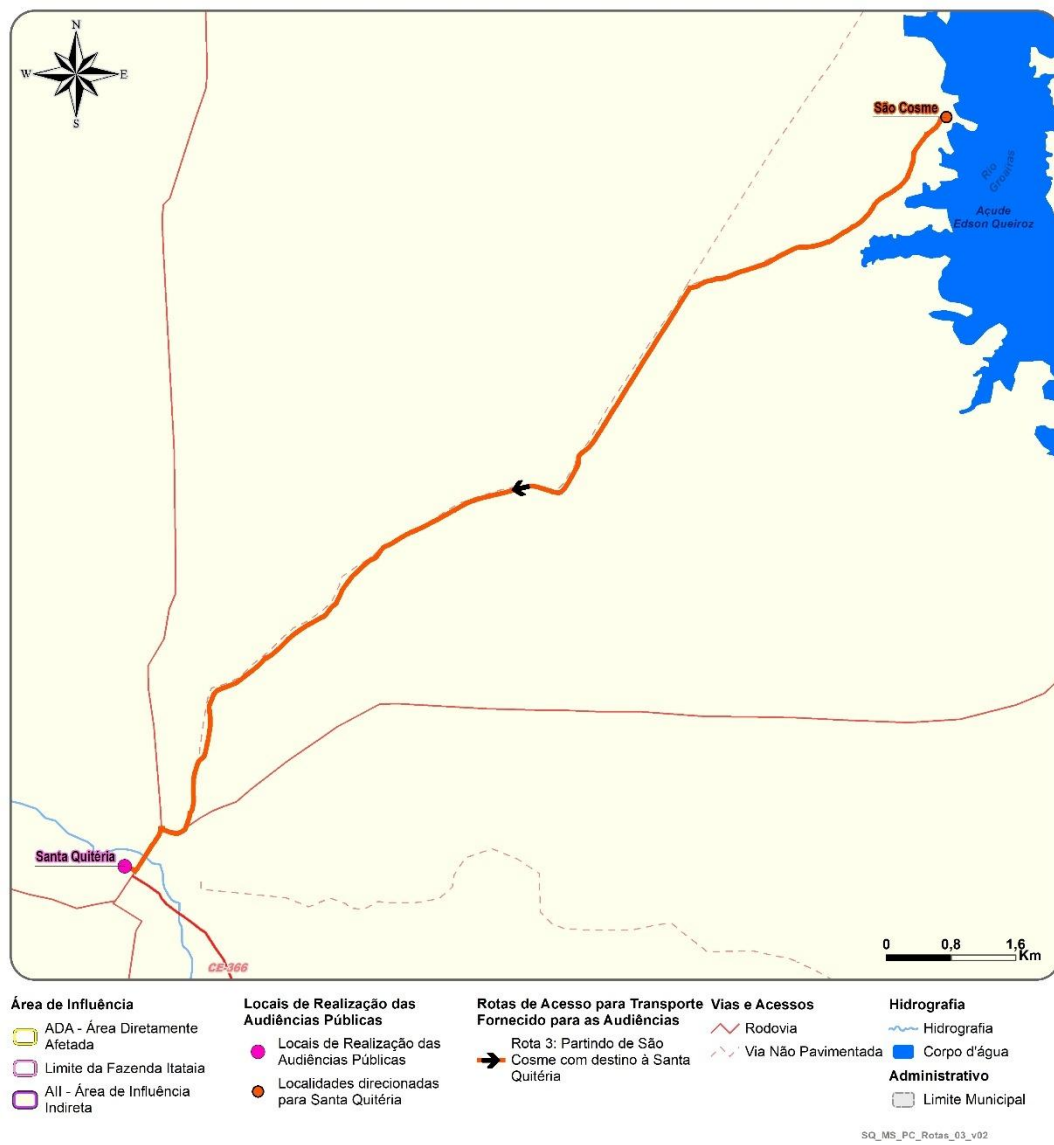 N
W
E
S
São Cosme
Rio
Groaíras
Açude
Edson Queiroz
Santa Quitéria
CE-366
0 0,8 1,6
Km
Área de Influência
ADA - Área Diretamente
Afetada
Limite da Fazenda Itataia
AII - Área de Influência
Indireta
Locais de Realização das
Audiências Públicas
Locais de Realização das
Audiências Públicas
Localidades direcionadas
para Santa Quitéria
Rotas de Acesso para Transporte
Fornecido para as Audiências
Rota 3: Partindo de São
Cosme com destino à Santa
Quitéria
Vias e Acessos
Rodovia
Via Não Pavimentada
Hidrografia
Hidrografia
Corpo d'água
Administrativo
Limite Municipal
SQ_MS_PC_Rotas_03_v02